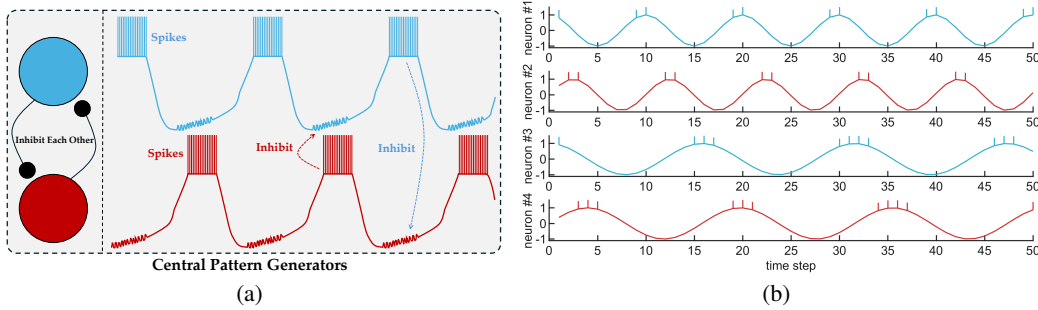 Inhibit Each Other
Spikes
Spikes
Inhibit
Inhibit
Central Pattern Generators
(a)
neuron #1
1
0
-1
0 5 10 15 20 25 30 35 40 45 50
neuron #2
1
0
-1
0 5 10 15 20 25 30 35 40 45 50
neuron #3
1
0
-1
0 5 10 15 20 25 30 35 40 45 50
neuron #4
1
0
-1
0 5 10 15 20 25 30 35 40 45 50
time step
(b)